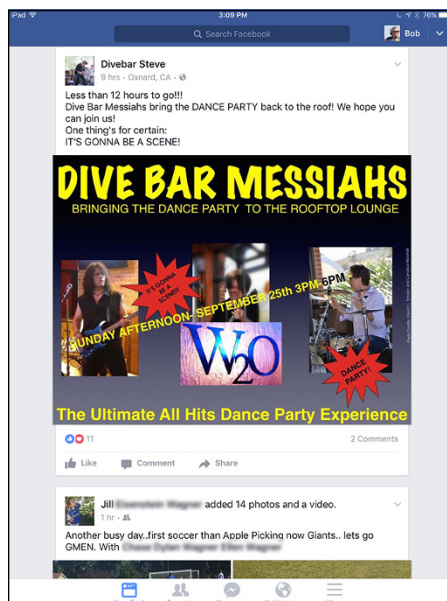 iPad
3:09 PM
76%
Search Facebook
Bob
Divebar Steve
9 hrs · Oxnard, CA ·
Less than 12 hours to go!!!
Dive Bar Messiahs bring the DANCE PARTY back to the roof! We hope you
can join us!
One thing's for certain:
IT'S GONNA BE A SCENE!
DIVE BAR MESSIAHS
BRINGING THE DANCE PARTY TO THE ROOFTOP LOUNGE
IT'S GONNA
BE A
SCENE!!
SUNDAY AFTERNOON- SEPTEMBER 25th 3PM-6PM
W2O
DANCE
PARTY!
The Ultimate All Hits Dance Party Experience
11
2 Comments
Like
Comment
Share
Jill
added 14 photos and a video.
1 hr ·
Another busy day..first soccer than Apple Picking now Giants.. lets go
GMEN. With